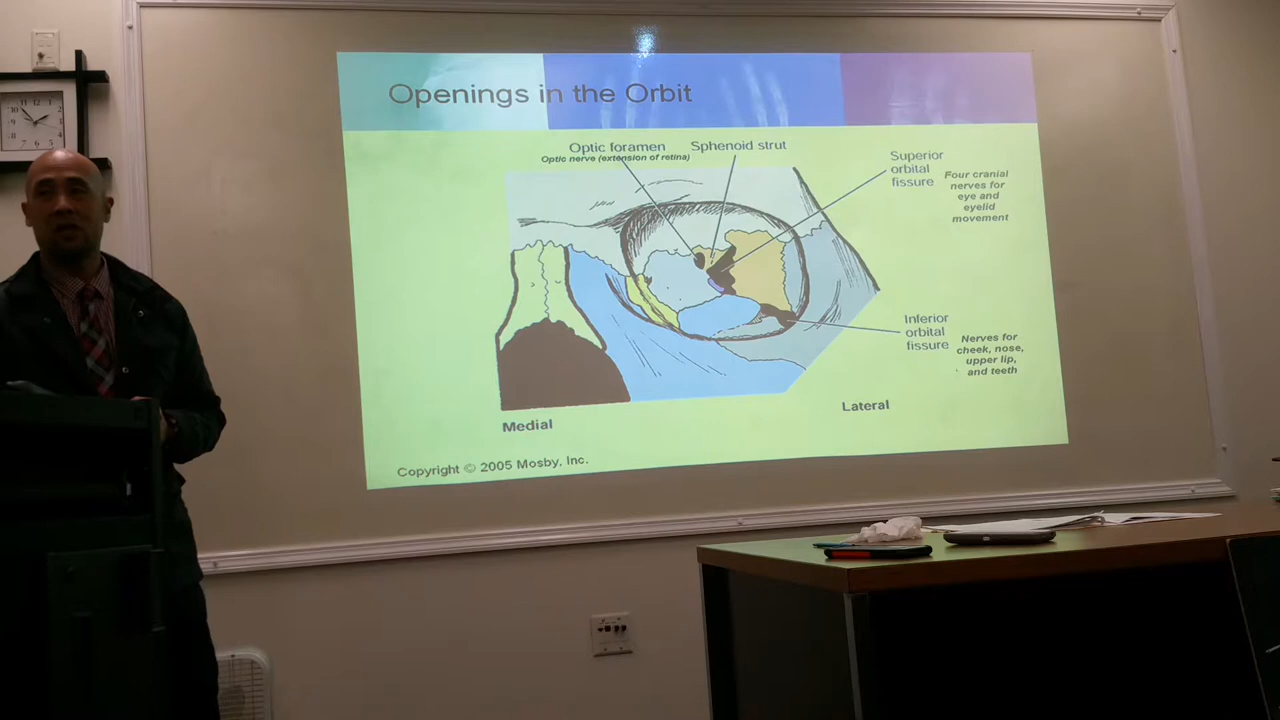 Openings in the Orbit
Optic foramen
Optic nerve (extension of retina)
Sphenoid strut
Superior
orbital
fissure
Four cranial
nerves for
eye and
eyelid
movement
Inferior
orbital
fissure
Nerves for
cheek, nose,
upper lip,
and teeth
Medial
Lateral
Copyright © 2005 Mosby, Inc.